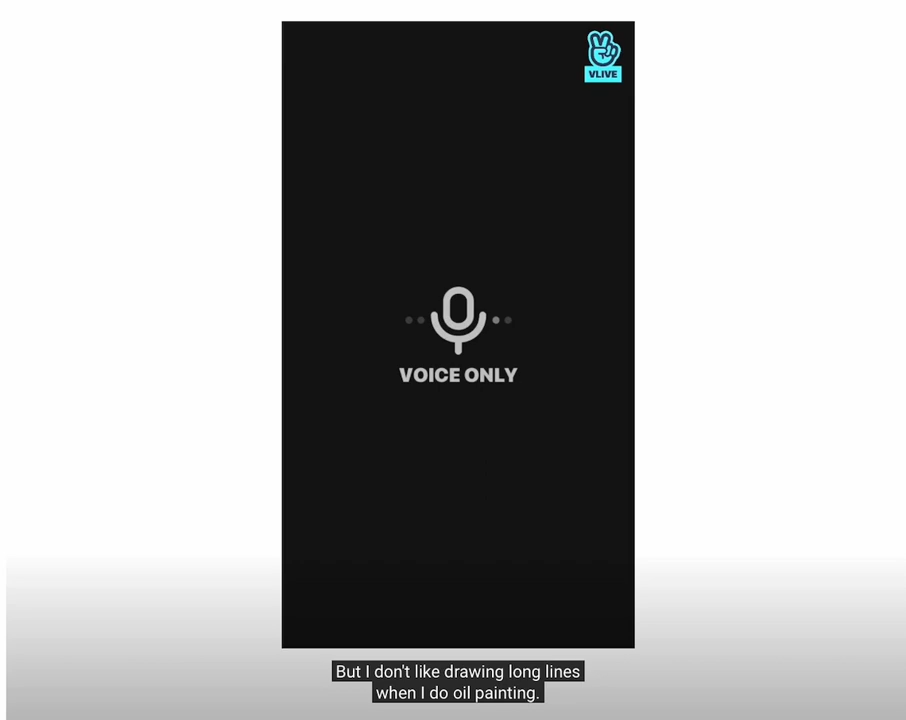 VLIVE
VOICE ONLY
But I don't like drawing long lines
when I do oil painting.